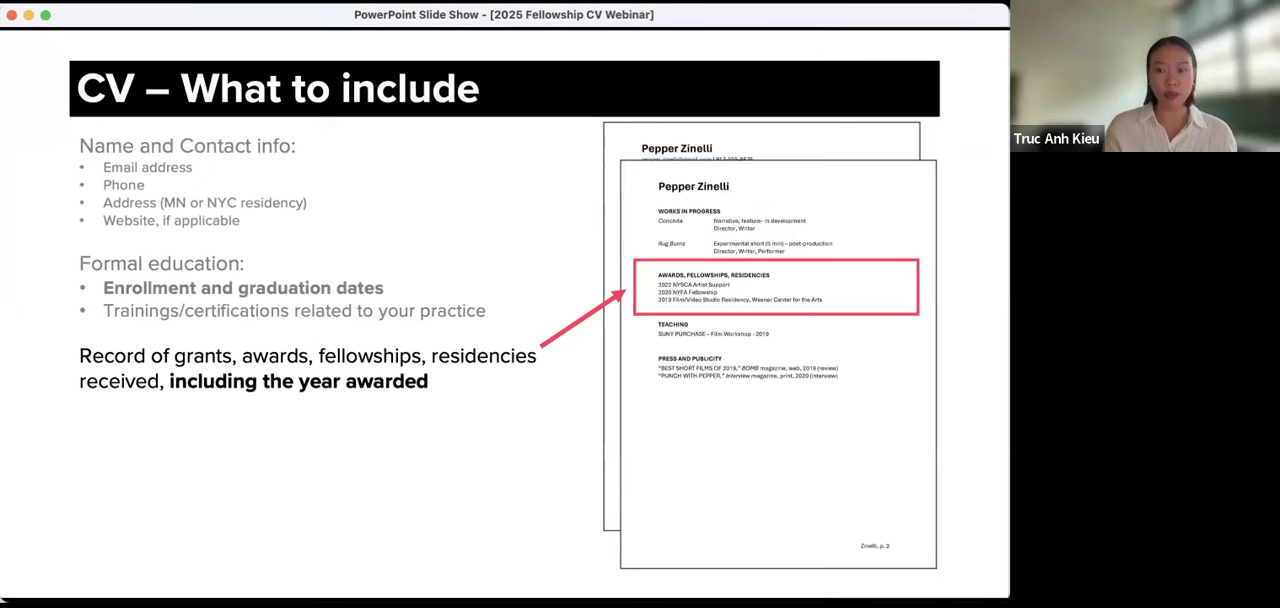 PowerPoint Slide Show - [2025 Fellowship CV Webinar]
CV – What to include
Name and Contact info:
• Email address
• Phone
• Address (MN or NYC residency)
• Website, if applicable
Formal education:
• Enrollment and graduation dates
• Trainings/certifications related to your practice
Record of grants, awards, fellowships, residencies
received, including the year awarded
Pepper Zinelli
Pepper Zinelli
WORKS IN PROGRESS
Conchita Narrative, feature- in development
Director, Writer
Rug Burns Experimental short (5 min) – post-production
Director, Writer, Performer
AWARDS, FELLOWSHIPS, RESIDENCIES
2022 NYSCA Artist Support
2020 NYFA Fellowship
2019 Film/Video Studio Residency, Wexner Center for the Arts
TEACHING
SUNY PURCHASE – Film Workshop - 2019
PRESS AND PUBLICITY
"BEST SHORT FILMS OF 2019," BOMB magazine, web, 2019 (review)
"PUNCH WITH PEPPER," Interview magazine, print, 2020 (interview)
Zinelli, p. 2
Truc Anh Kieu